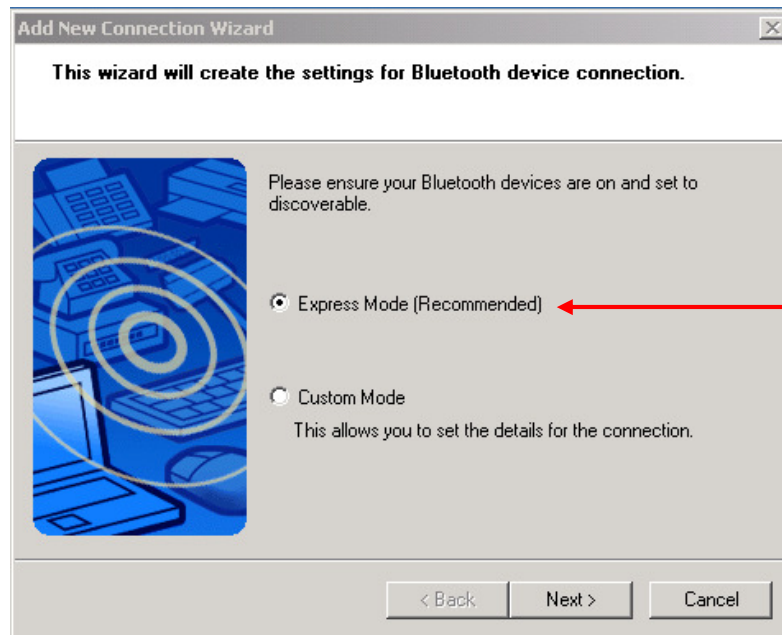 Add New Connection Wizard
This wizard will create the settings for Bluetooth device connection.
Please ensure your Bluetooth devices are on and set to
discoverable.
Express Mode (Recommended)
Custom Mode
This allows you to set the details for the connection.
< Back
Next >
Cancel